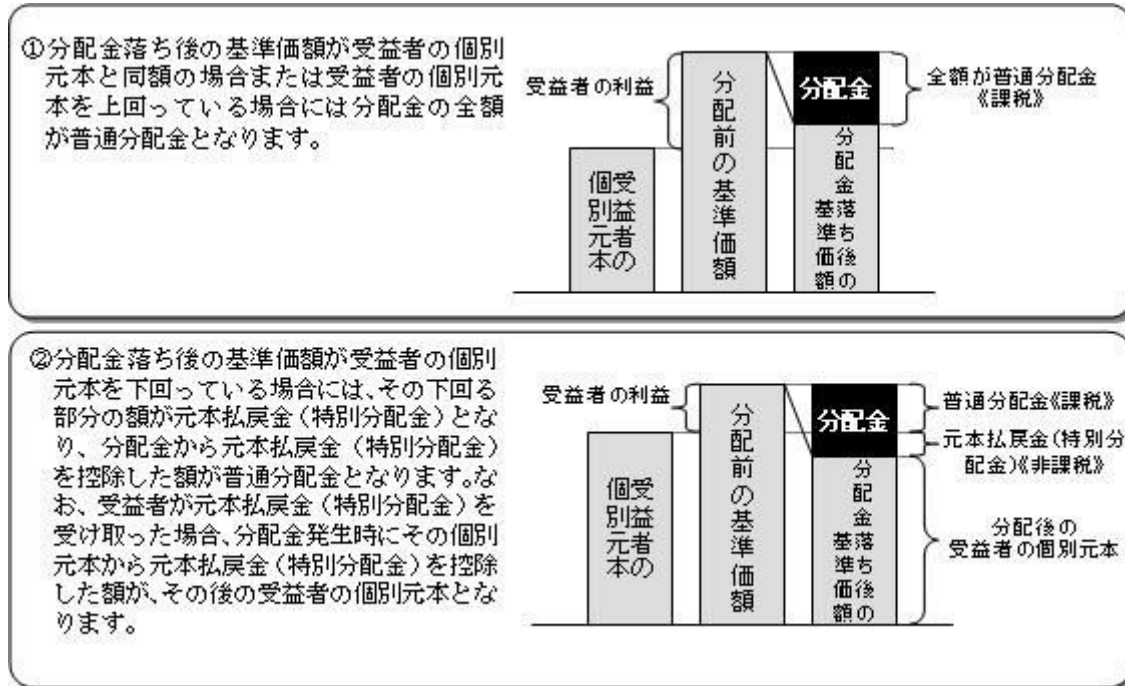 ①分配金落ち後の基準価額が受益者の個別
元本と同額の場合または受益者の個別元
本を上回っている場合には分配金の全額
が普通分配金となります。
受益者の利益
受益者の
個別元本
分配前の基準価額
分配金
分配金落ち後の
基準価額
全額が普通分配金
《課税》
②分配金落ち後の基準価額が受益者の個別
元本を下回っている場合には、その下回る
部分の額が元本払戻金(特別分配金)とな
り、分配金から元本払戻金(特別分配金)
を控除した額が普通分配金となります。な
お、受益者が元本払戻金(特別分配金)を
受け取った場合、分配金発生時にその個別
元本から元本払戻金(特別分配金)を控除
した額が、その後の受益者の個別元本とな
ります。
受益者の利益
受益者の
個別元本
分配前の基準価額
分配金
分配金落ち後の
基準価額
普通分配金《課税》
元本払戻金(特別分
配金)《非課税》
分配後の
受益者の個別元本